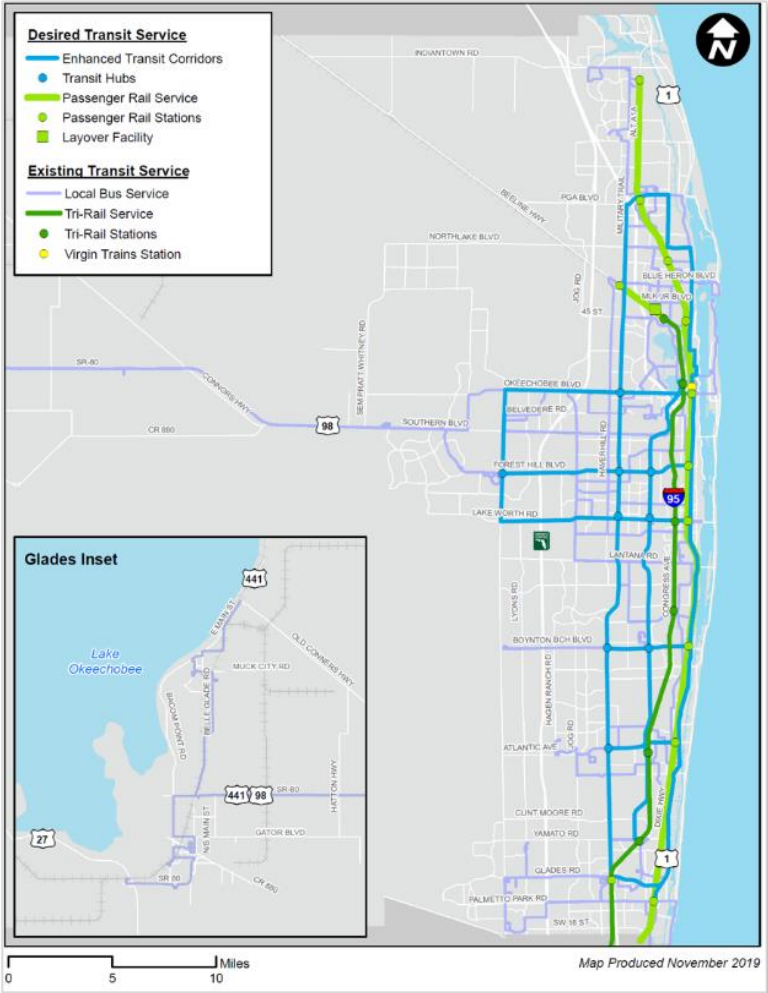 Desired Transit Service
Enhanced Transit Corridors
Transit Hubs
Passenger Rail Service
Passenger Rail Stations
Layover Facility
Existing Transit Service
Local Bus Service
Tri-Rail Service
Tri-Rail Stations
Virgin Trains Station
N
INDIANTOWN RD
1
ALT A1A
MILITARY TRAIL
BEELINE HWY
PGA BLVD
NORTHLAKE BLVD
JOG RD
BLUE HERON BLVD
MLK JR BLVD
45 ST
SEM PRATT WHITNEY RD
SR-80
CONNORS HWY
OKEECHOBEE BLVD
BELVEDERE RD
98
SOUTHERN BLVD
CR 880
HAVERHILL RD
FOREST HILL BLVD
95
LAKE WORTH RD
LANTANA RD
CONGRESS AVE
LYONS RD
BOYNTON BCH BLVD
HAGEN RANCH RD
JOG RD
ATLANTIC AVE
DIXIE HWY
CLINT MOORE RD
YAMATO RD
1
GLADES RD
PALMETTO PARK RD
SW 18 ST
Glades Inset
441
E MAIN ST
Lake
Okeechobee
OLD CONNERS HWY
MUCK CITY RD
BELLE GLADE RD
BACOM POINT RD
441 98
SR-80
HATTON HWY
27
N/S MAIN ST
GATOR BLVD
SR 80
CR 880
Miles
0 5 10
Map Produced November 2019